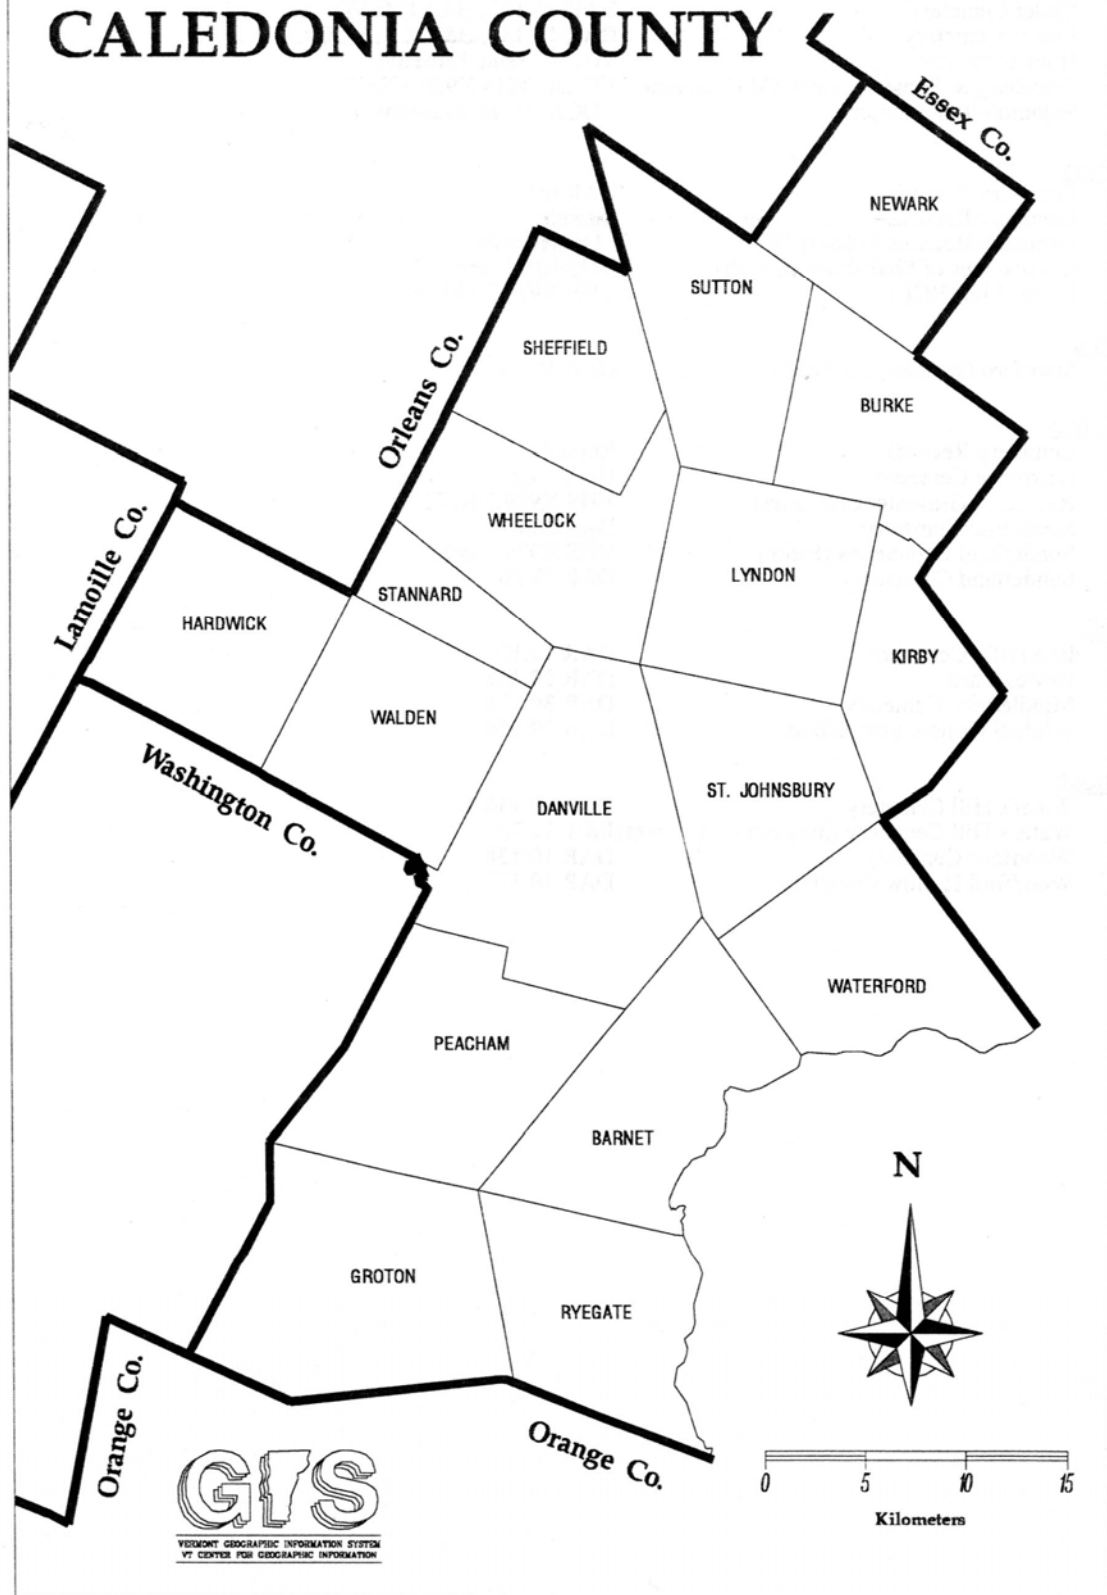 CALEDONIA COUNTY
Essex Co.
NEWARK
SUTTON
SHEFFIELD
Orleans Co.
BURKE
WHEELOCK
LYNDON
STANNARD
Lamoille Co.
HARDWICK
KIRBY
WALDEN
Washington Co.
DANVILLE
ST. JOHNSBURY
WATERFORD
PEACHAM
BARNET
N
GROTON
RYEGATE
Orange Co.
Orange Co.
0 5 10 15
Kilometers
GIS
VERMONT GEOGRAPHIC INFORMATION SYSTEM
VT CENTER FOR GEOGRAPHIC INFORMATION